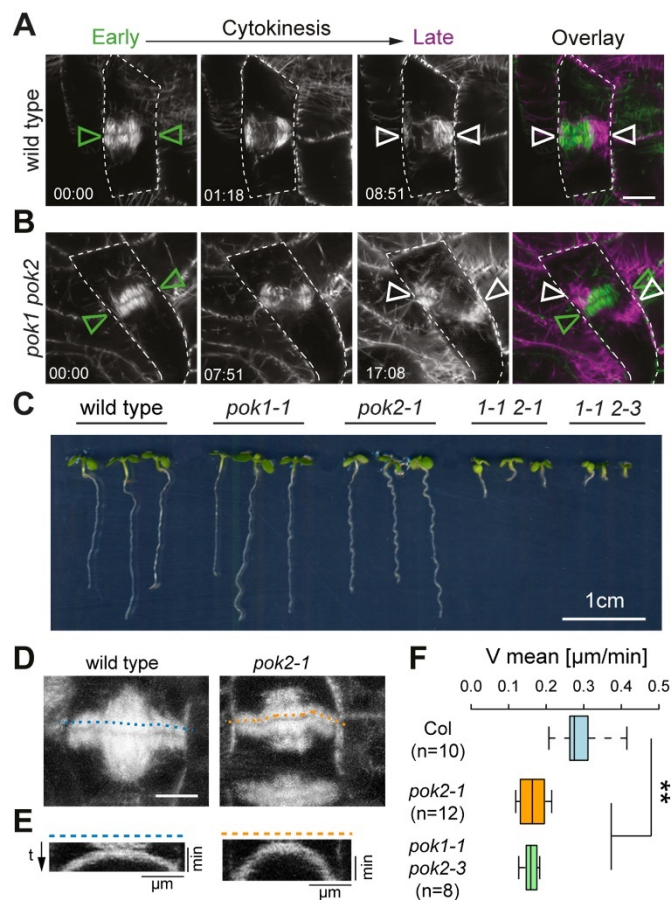 A
Early
Cytokinesis
Late
Overlay
wild type
00:00
01:18
08:51
B
pok1 pok2
00:00
07:51
17:08
C
wild type
pok1-1
pok2-1
1-1 2-1
1-1 2-3
1cm
D
wild type
pok2-1
E
t
min
µm
min
µm
F
V mean [µm/min]
0.0 0.1 0.2 0.3 0.4 0.5
Col
(n=10)
pok2-1
(n=12)
pok1-1
pok2-3
(n=8)
**